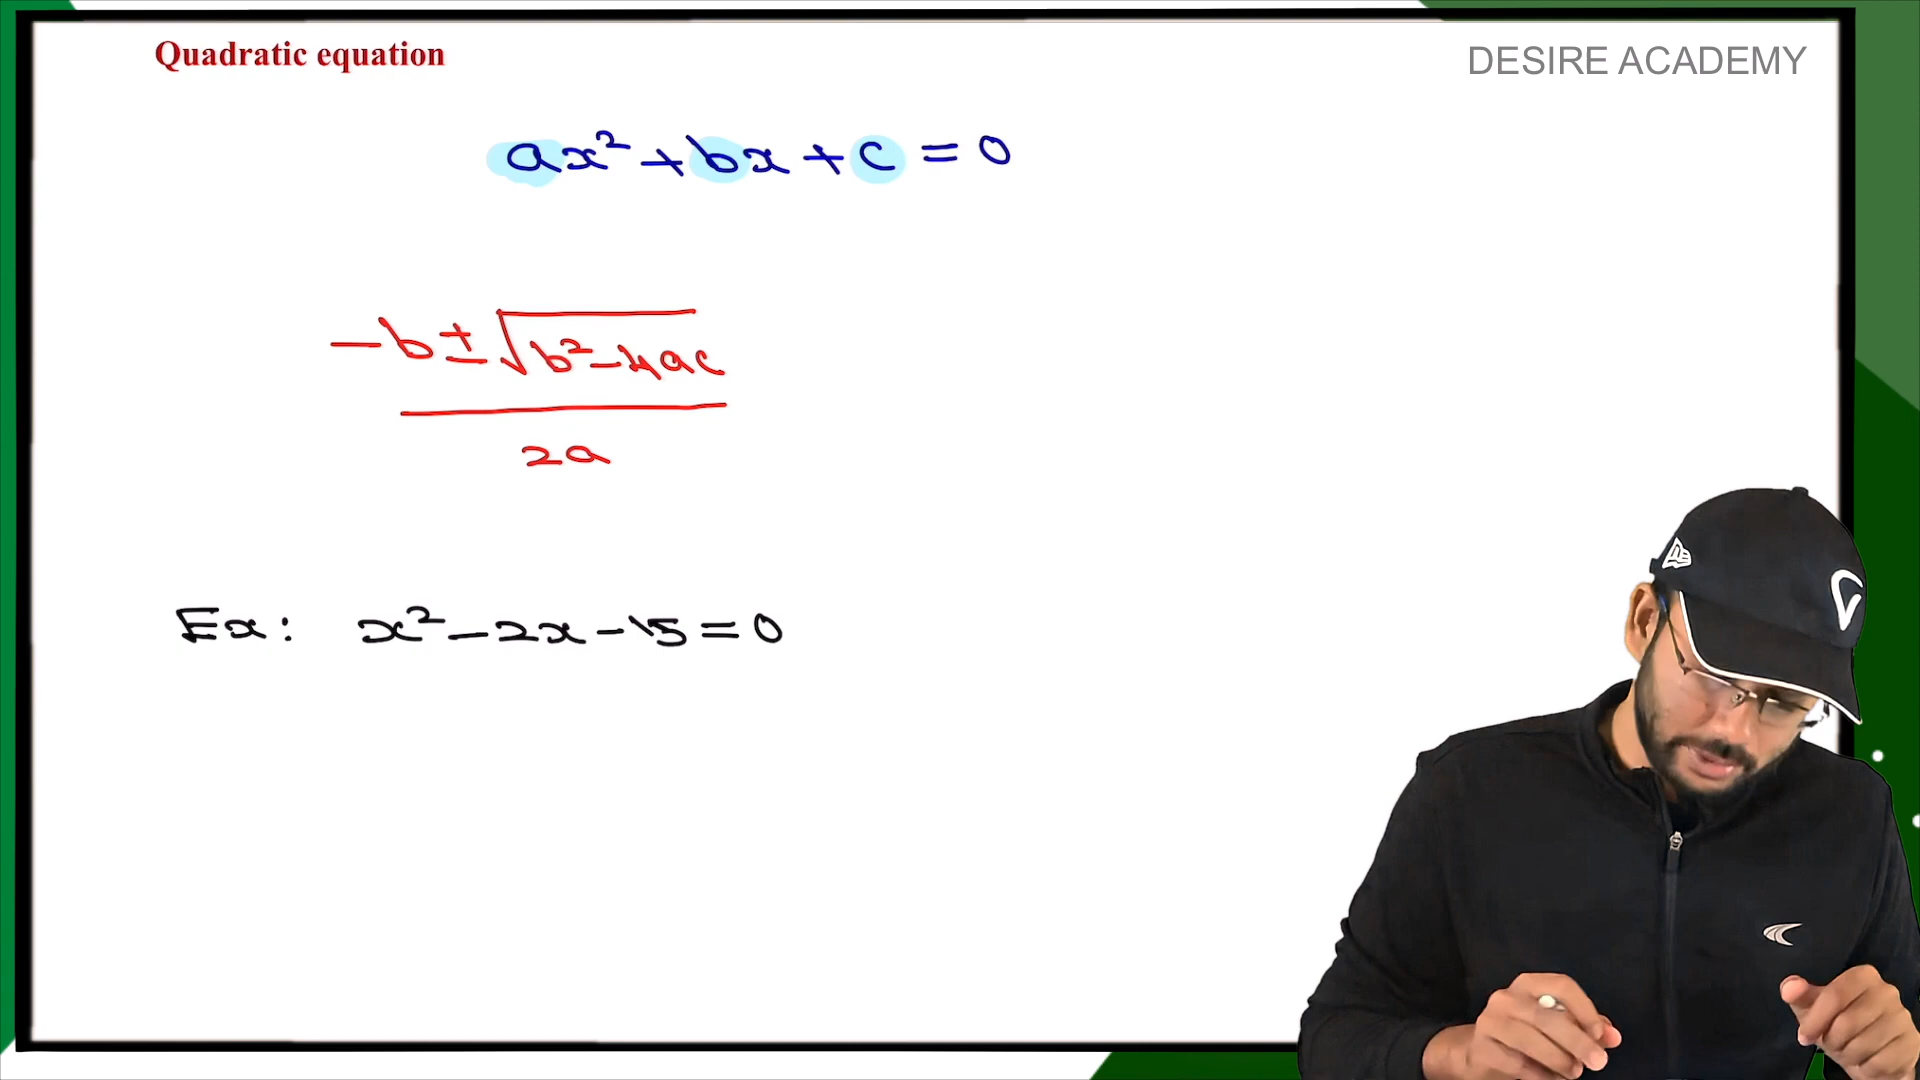 Quadratic equation
DESIRE ACADEMY
ax² + bx + c = 0
-b ± √b² - 4ac
2a
Ex: x² - 2x - 15 = 0